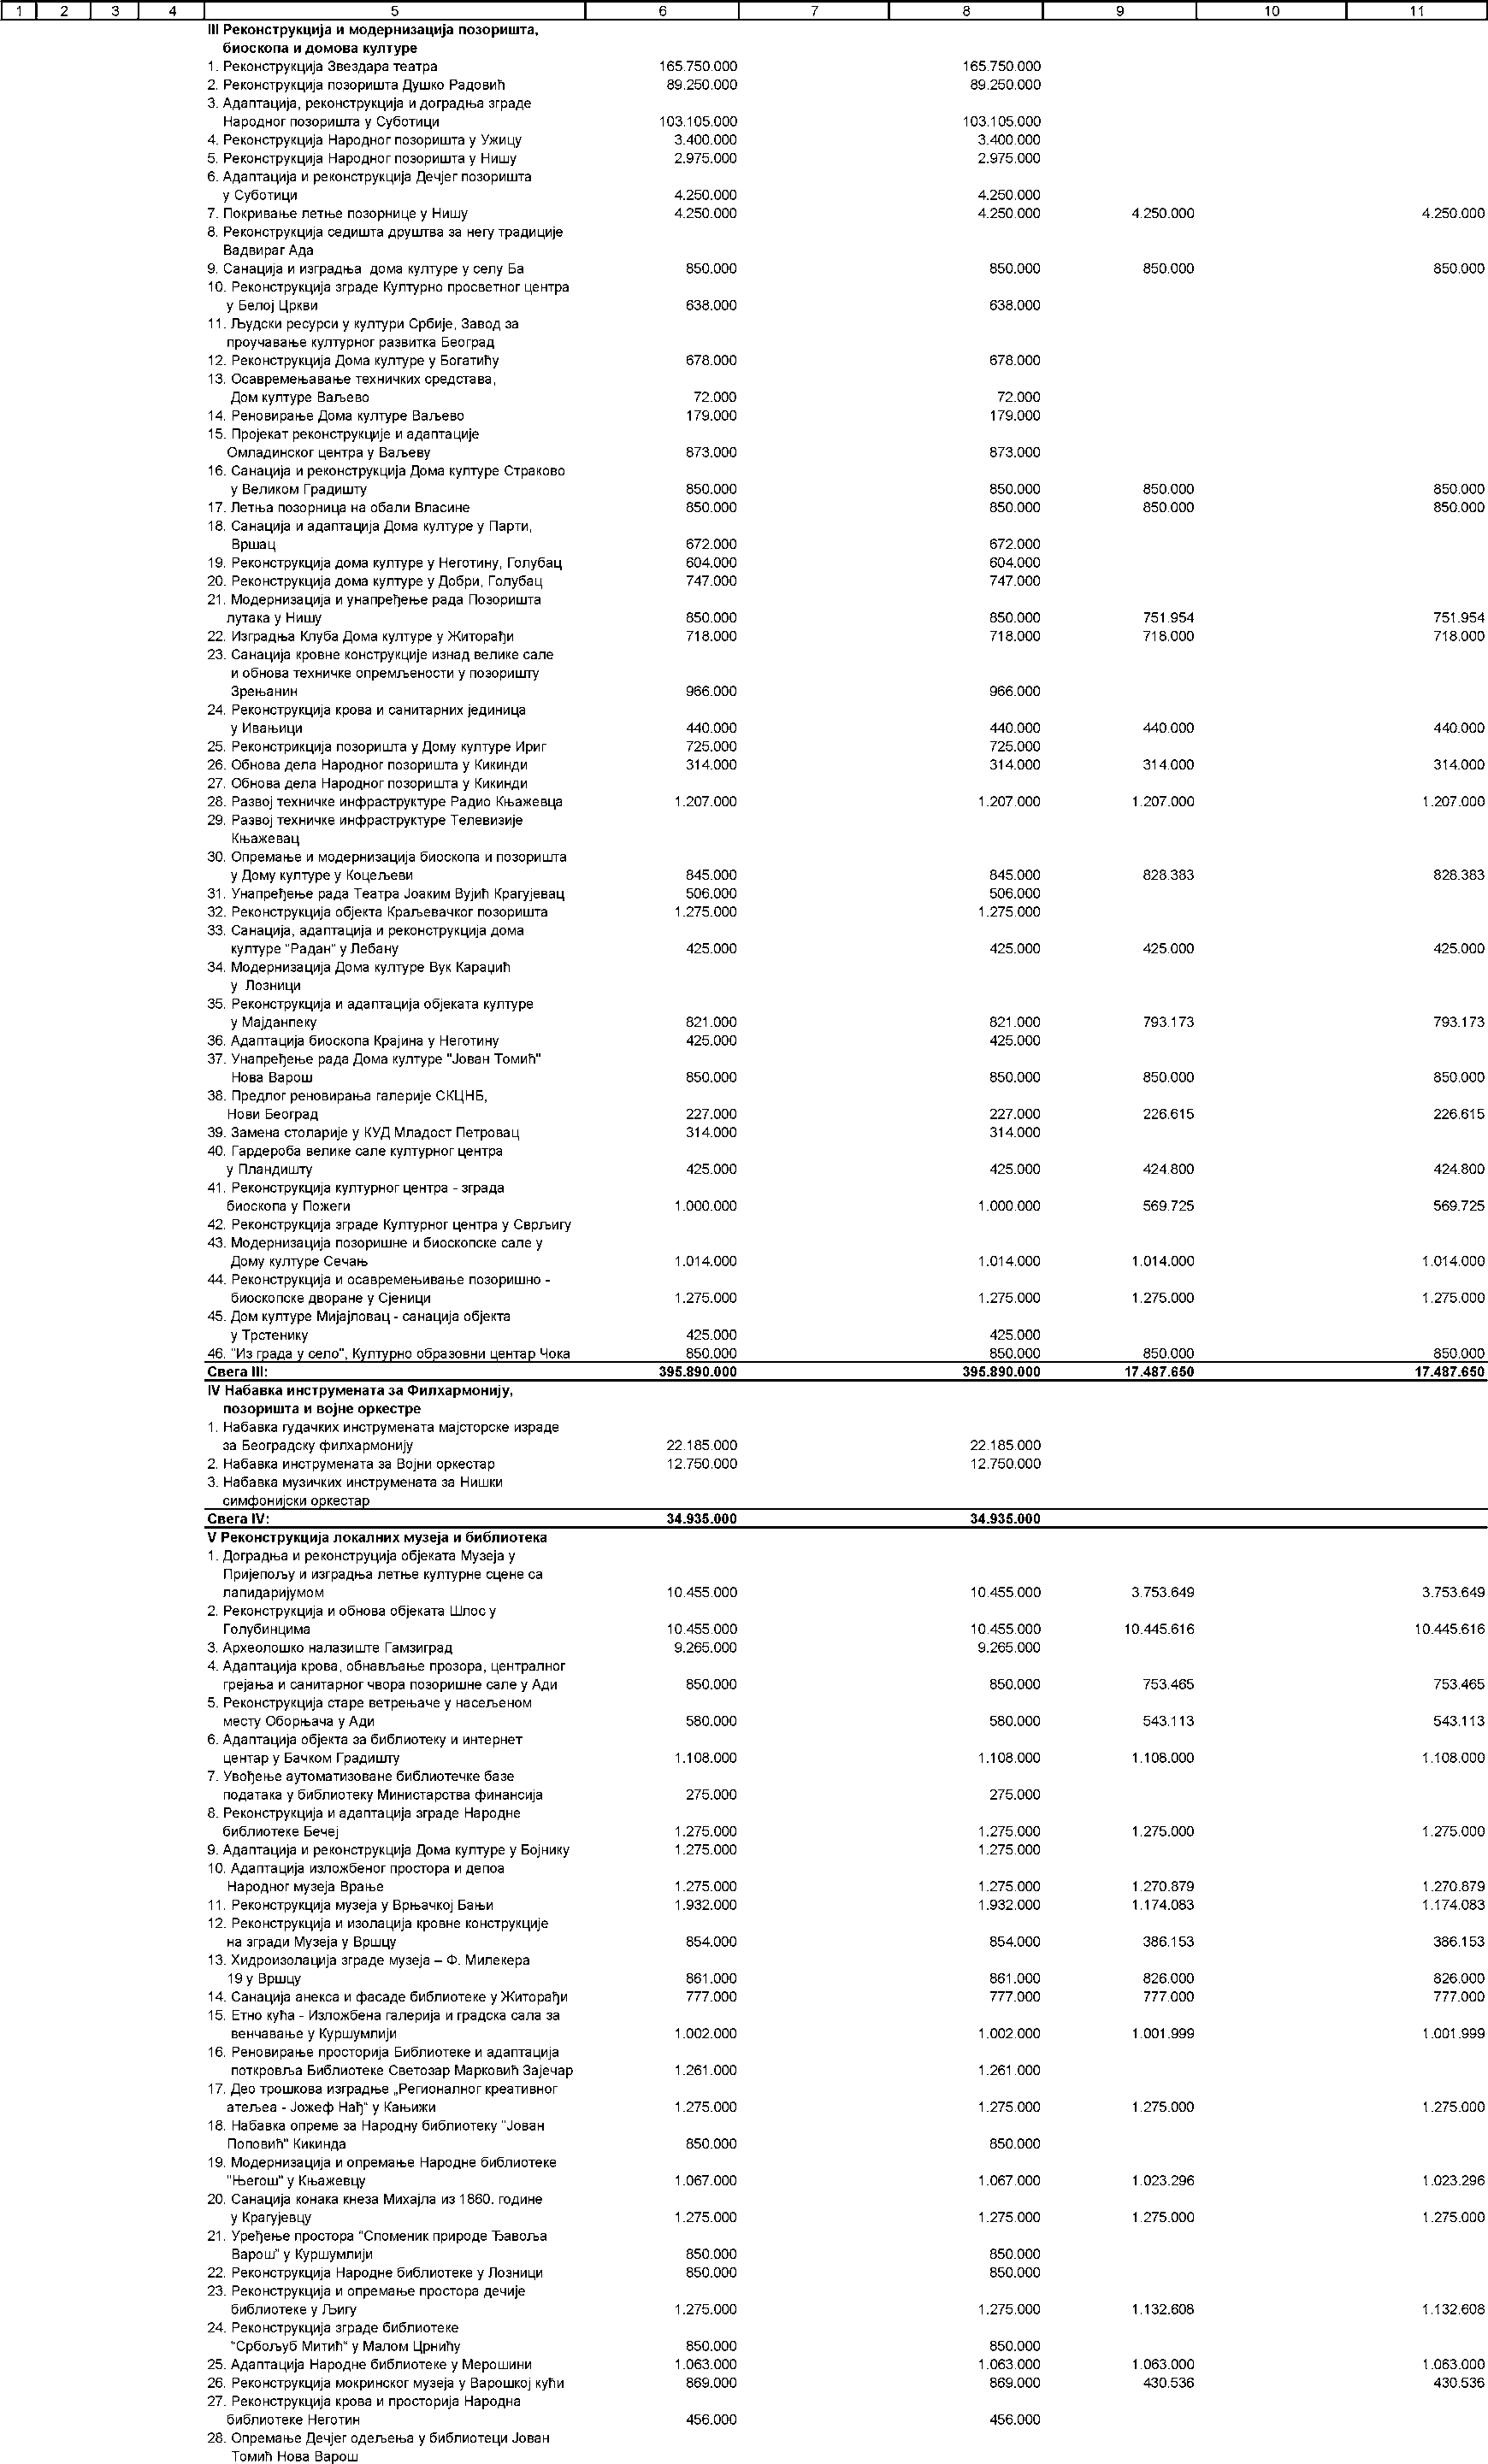 1 2 3 4 5 6 7 8 9 10 11
III Реконструкција и модернизација позоришта,
биоскопа и домова културе
1. Реконструкција Звездара театра 165.750.000 165.750.000
2. Реконструкција позоришта Душко Радовић 89.250.000 89.250.000
3. Адаптација, реконструкција и доградња зграде
Народног позоришта у Суботици 103.105.000 103.105.000
4. Реконструкција Народног позоришта у Ужицу 3.400.000 3.400.000
5. Реконструкција Народног позоришта у Нишу 2.975.000 2.975.000
6. Адаптација и реконструкција Дечјег позоришта
у Суботици 4.250.000 4.250.000
7. Покривање летње позорнице у Нишу 4.250.000 4.250.000 4.250.000 4.250.000
8. Реконструкција седишта друштва за негу традиције
Вадвираг Ада
9. Санација и изградња дома културе у селу Ба 850.000 850.000 850.000 850.000
10. Реконструкција зграде Културно просветног центра
у Белој Цркви 638.000 638.000
11. Људски ресурси у култури Србије, Завод за
проучавање културног развитка Београд
12. Реконструкција Дома културе у Богатићу 678.000 678.000
13. Осавремењавање техничких средстава,
Дом културе Ваљево 72.000 72.000
14. Реновирање Дома културе Ваљево 179.000 179.000
15. Пројекат реконструкције и адаптације
Омладинског центра у Ваљеву 873.000 873.000
16. Санација и реконструкција Дома културе Страково
у Великом Градишту 850.000 850.000 850.000 850.000
17. Летња позорница на обали Власине 850.000 850.000 850.000 850.000
18. Санација и адаптација Дома културе у Парти,
Вршац 672.000 672.000
19. Реконструкција дома културе у Неготину, Голубац 604.000 604.000
20. Реконструкција дома културе у Добри, Голубац 747.000 747.000
21. Модернизација и унапређење рада Позоришта
лутака у Нишу 850.000 850.000 751.954 751.954
22. Изградња Клуба Дома културе у Житорађи 718.000 718.000 718.000 718.000
23. Санација кровне конструкције изнад велике сале
и обнова техничке опремљености у позоришту
Зрењанин 966.000 966.000
24. Реконструкција крова и санитарних јединица
у Ивањици 440.000 440.000 440.000 440.000
25. Реконстрикција позоришта у Дому културе Ириг 725.000 725.000
26. Обнова дела Народног позоришта у Кикинди 314.000 314.000 314.000 314.000
27. Обнова дела Народног позоришта у Кикинди
28. Развој техничке инфраструктуре Радио Књажевца 1.207.000 1.207.000 1.207.000 1.207.000
29. Развој техничке инфраструктуре Телевизије
Књажевац
30. Опремање и модернизација биоскопа и позоришта
у Дому културе у Коцељеви 845.000 845.000 828.383 828.383
31. Унапређење рада Театра Јоаким Вујић Крагујевац 506.000 506.000
32. Реконструкција објекта Краљевачког позоришта 1.275.000 1.275.000
33. Санација, адаптација и реконструкција дома
културе "Радан" у Лебану 425.000 425.000 425.000 425.000
34. Модернизација Дома културе Вук Караџић
у Лозници
35. Реконструкција и адаптација објеката културе
у Мајданпеку 821.000 821.000 793.173 793.173
36. Адаптација биоскопа Крајина у Неготину 425.000 425.000
37. Унапређење рада Дома културе "Јован Томић"
Нова Варош 850.000 850.000 850.000 850.000
38. Предлог реновирања галерије СКЦНБ,
Нови Београд 227.000 227.000 226.615 226.615
39. Замена столарије у КУД Младост Петровац 314.000 314.000
40. Гардероба велике сале културног центра
у Пландишту 425.000 425.000 424.800 424.800
41. Реконструкција културног центра - зграда
биоскопа у Пожеги 1.000.000 1.000.000 569.725 569.725
42. Реконструкција зграде Културног центра у Сврљигу
43. Модернизација позоришне и биоскопске сале у
Дому културе Сечањ 1.014.000 1.014.000 1.014.000 1.014.000
44. Реконструкција и осавремењивање позоришно -
биоскопске дворане у Сјеници 1.275.000 1.275.000 1.275.000 1.275.000
45. Дом културе Мијајловац - санација објекта
у Трстенику 425.000 425.000
46. "Из града у село", Културно образовни центар Чока 850.000 850.000 850.000 850.000
Свега III: 395.890.000 395.890.000 17.487.650 17.487.650
IV Набавка инструмената за Филхармонију,
позоришта и војне оркестре
1. Набавка гудачких инструмената мајсторске израде
за Београдску филхармонију 22.185.000 22.185.000
2. Набавка инструмената за Војни оркестар 12.750.000 12.750.000
3. Набавка музичких инструмената за Нишки
симфонијски оркестар
Свега IV: 34.935.000 34.935.000
V Реконструкција локалних музеја и библиотека
1. Доградња и реконструкција објеката Музеја у
Пријепољу и изградња летње културне сцене са
лапидаријумом 10.455.000 10.455.000 3.753.649 3.753.649
2. Реконструкција и обнова објеката Шлос у
Голубинцима 10.455.000 10.455.000 10.445.616 10.445.616
3. Археолошко налазиште Гамзиград 9.265.000 9.265.000
4. Адаптација крова, обнављање прозора, централног
грејања и санитарног чвора позоришне сале у Ади 850.000 850.000 753.465 753.465
5. Реконструкција старе ветрењаче у насељеном
месту Оборњача у Ади 580.000 580.000 543.113 543.113
6. Адаптација објекта за библиотеку и интернет
центар у Бачком Градишту 1.108.000 1.108.000 1.108.000 1.108.000
7. Увођење аутоматизоване библиотечке базе
података у библиотеку Министарства финансија 275.000 275.000
8. Реконструкција и адаптација зграде Народне
библиотеке Бечеј 1.275.000 1.275.000 1.275.000 1.275.000
9. Адаптација и реконструкција Дома културе у Бојнику 1.275.000 1.275.000
10. Адаптација изложбеног простора и депоа
Народног музеја Врање 1.275.000 1.275.000 1.270.879 1.270.879
11. Реконструкција музеја у Врњачкој Бањи 1.932.000 1.932.000 1.174.083 1.174.083
12. Реконструкција и изолација кровне конструкције
на згради Музеја у Вршцу 854.000 854.000 386.153 386.153
13. Хидроизолација зграде музеја – Ф. Милекера
19 у Вршцу 861.000 861.000 826.000 826.000
14. Санација анекса и фасаде библиотеке у Житорађи 777.000 777.000 777.000 777.000
15. Етно кућа - Изложбена галерија и градска сала за
венчавање у Куршумлији 1.002.000 1.002.000 1.001.999 1.001.999
16. Реновирање просторија Библиотеке и адаптација
поткровља Библиотеке Светозар Марковић Зајечар 1.261.000 1.261.000
17. Део трошкова изградње „Регионалног креативног
атељеа - Јожеф Нађ“ у Кањижи 1.275.000 1.275.000 1.275.000 1.275.000
18. Набавка опреме за Народну библиотеку "Јован
Поповић" Кикинда 850.000 850.000
19. Модернизација и опремање Народне библиотеке
"Његош" у Књажевцу 1.067.000 1.067.000 1.023.296 1.023.296
20. Санација конака кнеза Михајла из 1860. године
у Крагујевцу 1.275.000 1.275.000 1.275.000 1.275.000
21. Уређење простора "Споменик природе Ђавоља
Варош" у Куршумлији 850.000 850.000
22. Реконструкција Народне библиотеке у Лозници 850.000 850.000
23. Реконструкција и опремање простора дечије
библиотеке у Љигу 1.275.000 1.275.000 1.132.608 1.132.608
24. Реконструкција зграде библиотеке
"Србољуб Митић" у Малом Црнићу 850.000 850.000
25. Адаптација Народне библиотеке у Мерошини 1.063.000 1.063.000 1.063.000 1.063.000
26. Реконструкција мокринског музеја у Варошкој кући 869.000 869.000 430.536 430.536
27. Реконструкција крова и просторија Народна
библиотеке Неготин 456.000 456.000
28. Опремање Дечјег одељења у библиотеци Јован
Томић Нова Варош